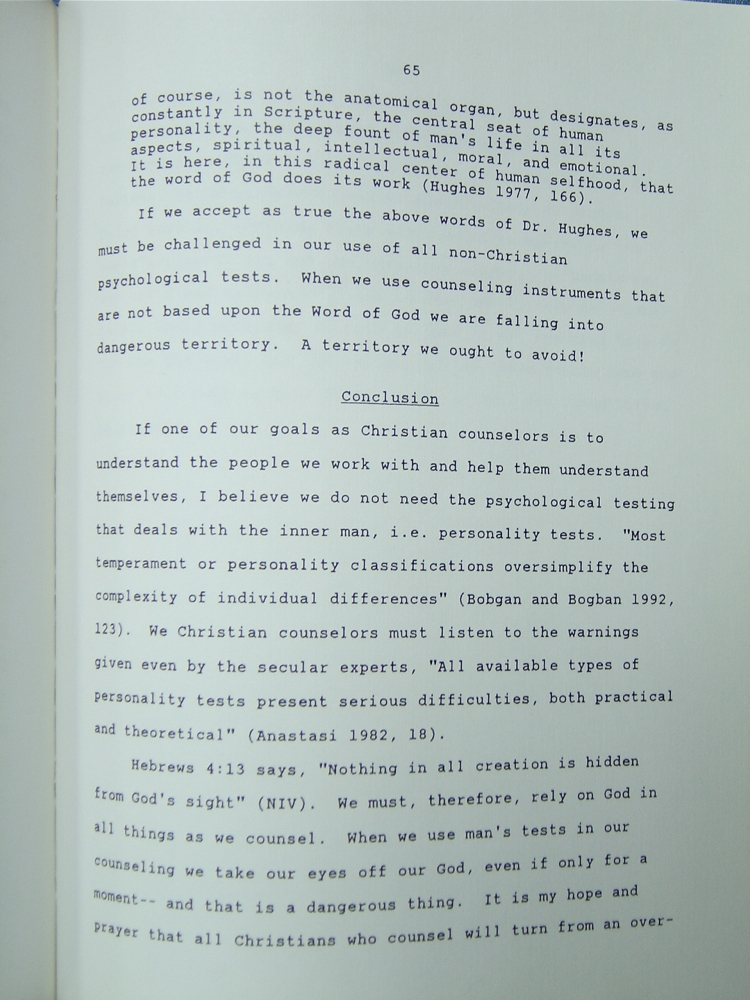 65
of course, is not the anatomical organ, but designates, as
constantly in Scripture, the central seat of human
personality, the deep fount of man's life in all its
aspects, spiritual, intellectual, moral, and emotional.
It is here, in this radical center of human selfhood, that
the word of God does its work (Hughes 1977, 166).
If we accept as true the above words of Dr. Hughes, we
must be challenged in our use of all non-Christian
psychological tests. When we use counseling instruments that
are not based upon the Word of God we are falling into
dangerous territory. A territory we ought to avoid!
Conclusion
If one of our goals as Christian counselors is to
understand the people we work with and help them understand
themselves, I believe we do not need the psychological testing
that deals with the inner man, i.e. personality tests. "Most
temperament or personality classifications oversimplify the
complexity of individual differences" (Bobgan and Bogban 1992,
123). We Christian counselors must listen to the warnings
given even by the secular experts, "All available types of
personality tests present serious difficulties, both practical
and theoretical" (Anastasi 1982, 18).
Hebrews 4:13 says, "Nothing in all creation is hidden
from God's sight" (NIV). We must, therefore, rely on God in
all things as we counsel. When we use man's tests in our
counseling we take our eyes off our God, even if only for a
moment-- and that is a dangerous thing. It is my hope and
prayer that all Christians who counsel will turn from an over-